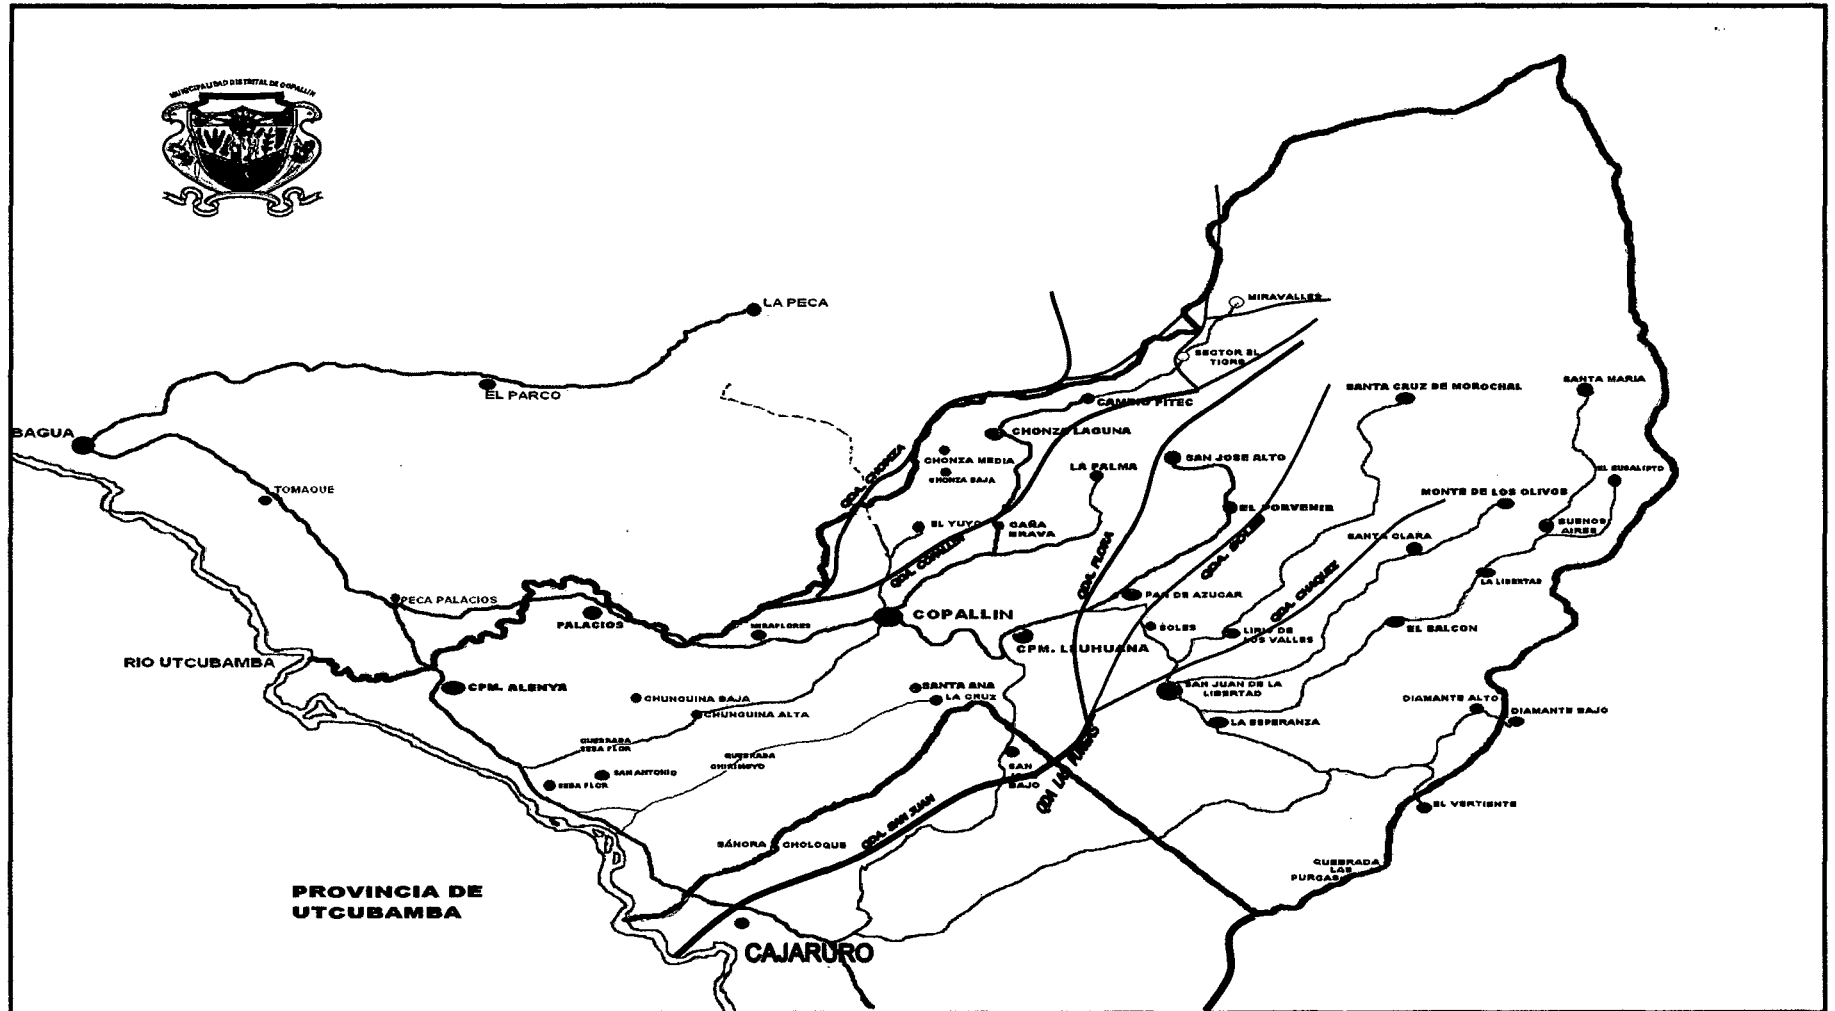 MUNICIPALIDAD DISTRITAL DE COPALLIN
MIRAVALLES
LA PECA
SECTOR EL
TIGRE
SANTA MARIA
SANTA CRUZ DE MOROCHAL
EL PARCO
CAMBIO PITEC
BAGUA
CHONZA LAGUNA
QDA. CHONZA
CHONZA MEDIA
CHONZA BAJA
LA PALMA
SAN JOSE ALTO
EL EUCALIPTO
TOMAQUE
MONTE DE LOS OLIVOS
EL PORVENIR
EL YUYO
CAÑA
BRAVA
BUENOS
AIRES
SANTA CLARA
QDA. COPALLIN
QDA. FLORA
QDA. SOLES
QDA. CHAQUEZ
LA LIBERTAD
PECA PALACIOS
PAN DE AZUCAR
COPALLIN
PALACIOS
MIRAFLORES
SOLES
LIRIO DE
LOS VALLES
EL BALCON
CPM. LLUHUANA
RIO UTCUBAMBA
CPM. ALENYA
SANTA ANA
LA CRUZ
SAN JUAN DE LA
LIBERTAD
CHUNGUINA BAJA
CHUNGUINA ALTA
DIAMANTE ALTO
DIAMANTE BAJO
LA ESPERANZA
QUEBRADA
SEBA FLOR
QUEBRADA
CHIRIMOYO
SAN ANTONIO
SEBA FLOR
SAN
BAJO
QDA LAS PURGAS
EL VERTIENTE
QDA. SAN JUAN
SÁNORA CHOLOQUE
QUEBRADA
LAS
PURGAS
PROVINCIA DE
UTCUBAMBA
CAJARURO